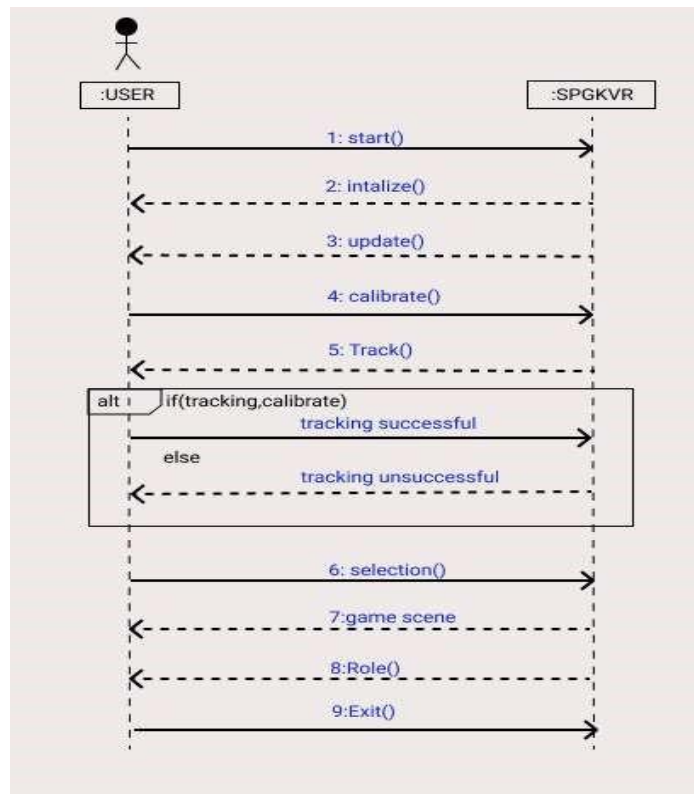 :USER
:SPGKVR
1: start()
2: intalize()
3: update()
4: calibrate()
5: Track()
alt
if(tracking,calibrate)
tracking successful
else
tracking unsuccessful
6: selection()
7:game scene
8:Role()
9:Exit()